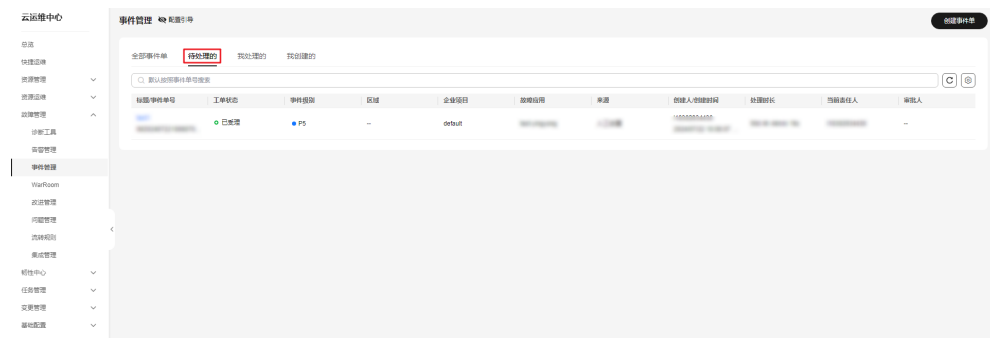 云运维中心
总览
快捷运维
资源管理
资源运维
故障管理
诊断工具
告警管理
事件管理
WarRoom
改进管理
问题管理
流转规则
集成管理
韧性中心
任务管理
变更管理
基础配置
事件管理 配置引导
创建事件单
全部事件单 待处理的 我处理的 我创建的
默认按照事件单号搜索
标题/事件单号 工单状态 事件级别 区域 企业项目 故障应用 来源 创建人/创建时间 处理时长 当前责任人 审批人
已受理 P5 -- default --